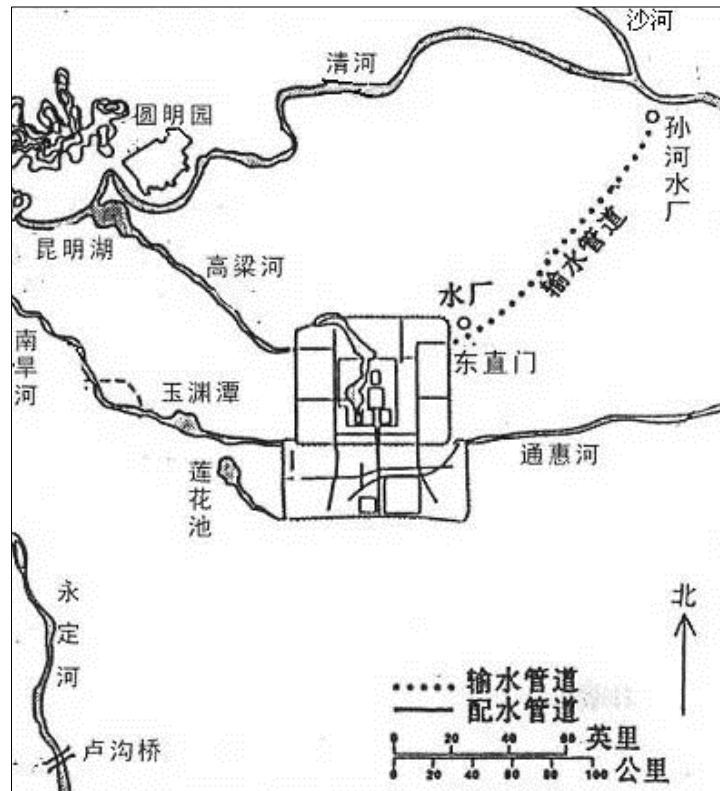 沙河
清河
圆明园
孙河水厂
输水管道
昆明湖
高粱河
水厂
东直门
南旱河
玉渊潭
通惠河
莲花池
永定河
北
输水管道
配水管道
0 20 40 60 英里
0 20 40 60 80 100 公里
卢沟桥